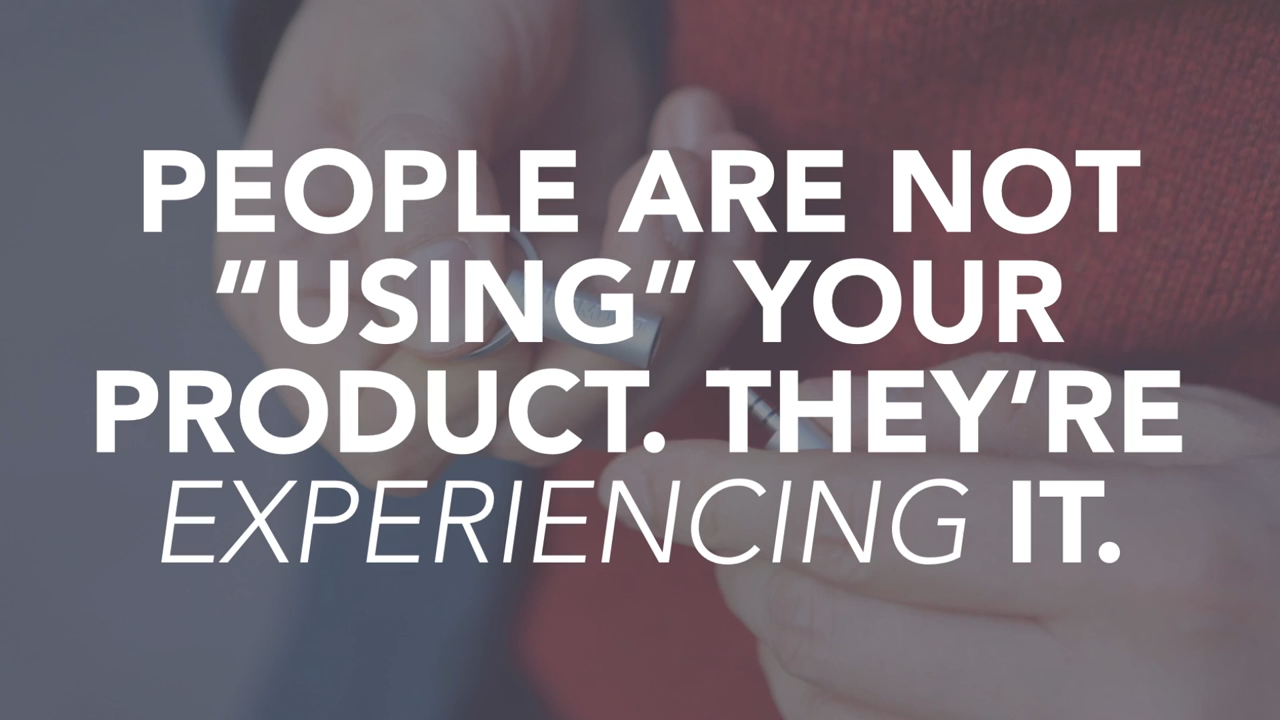 PEOPLE ARE NOT
“USING” YOUR
PRODUCT. THEY’RE
EXPERIENCING IT.